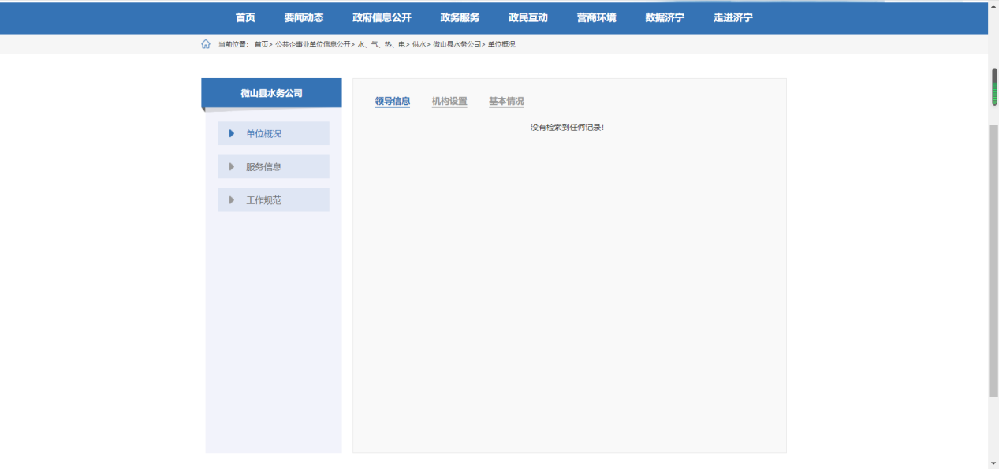 首页 要闻动态 政府信息公开 政务服务 政民互动 营商环境 数据济宁 走进济宁
当前位置： 首页> 公共企事业单位信息公开> 水、气、热、电> 供水> 微山县水务公司> 单位概况
微山县水务公司
单位概况
服务信息
工作规范
领导信息 机构设置 基本情况
没有检索到任何记录！